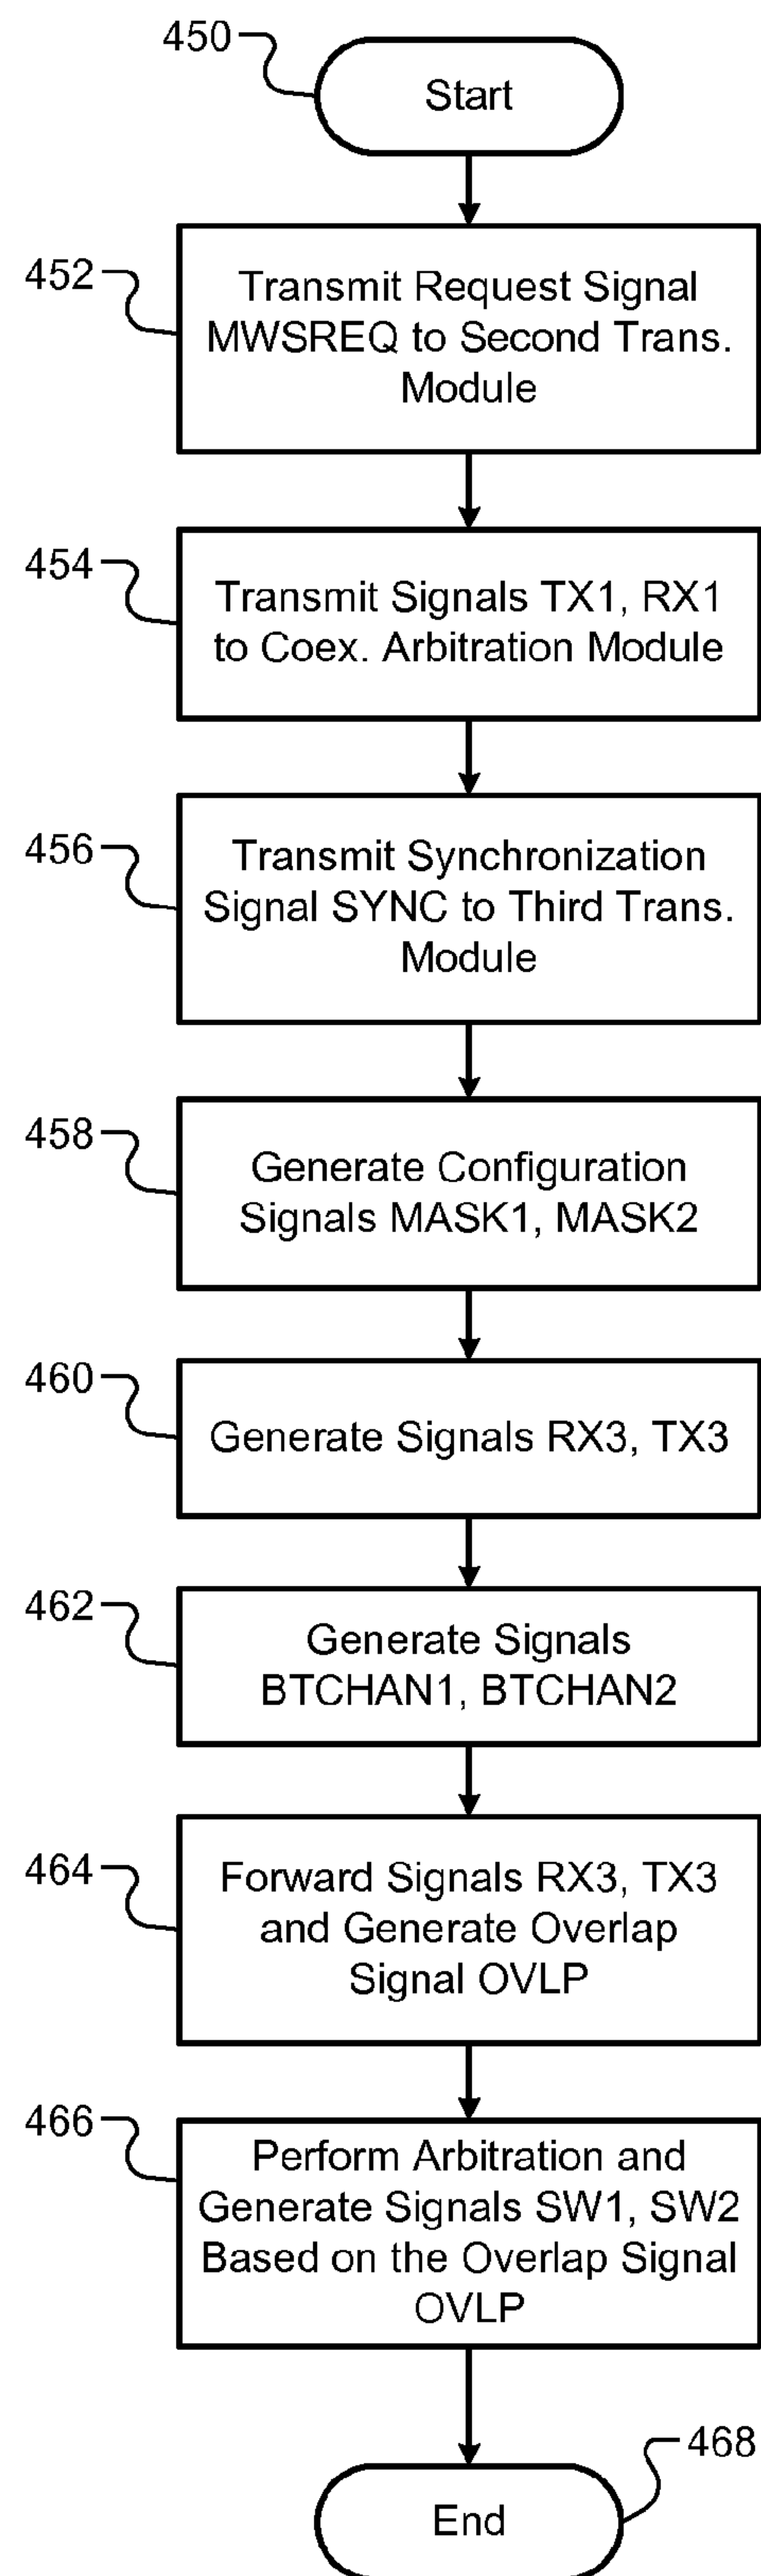 450
Start
452
Transmit Request Signal
MWSREQ to Second Trans.
Module
454
Transmit Signals TX1, RX1
to Coex. Arbitration Module
456
Transmit Synchronization
Signal SYNC to Third Trans.
Module
458
Generate Configuration
Signals MASK1, MASK2
460
Generate Signals RX3, TX3
462
Generate Signals
BTCHAN1, BTCHAN2
464
Forward Signals RX3, TX3
and Generate Overlap
Signal OVLP
466
Perform Arbitration and
Generate Signals SW1, SW2
Based on the Overlap Signal
OVLP
468
End